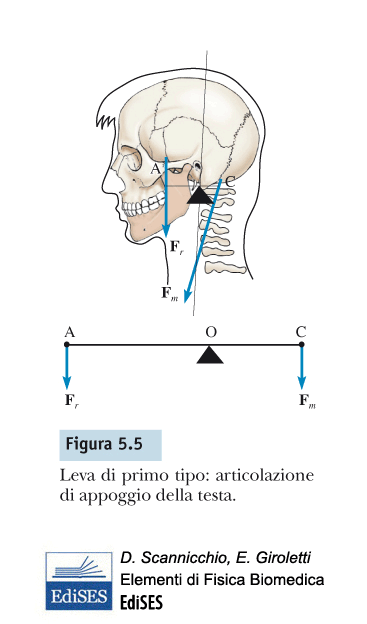 A
C
F r
F m
A O C
F r F m
Figura 5.5
Leva di primo tipo: articolazione
di appoggio della testa.
D. Scannicchio, E. Giroletti
Elementi di Fisica Biomedica
EdiSES EdiSES